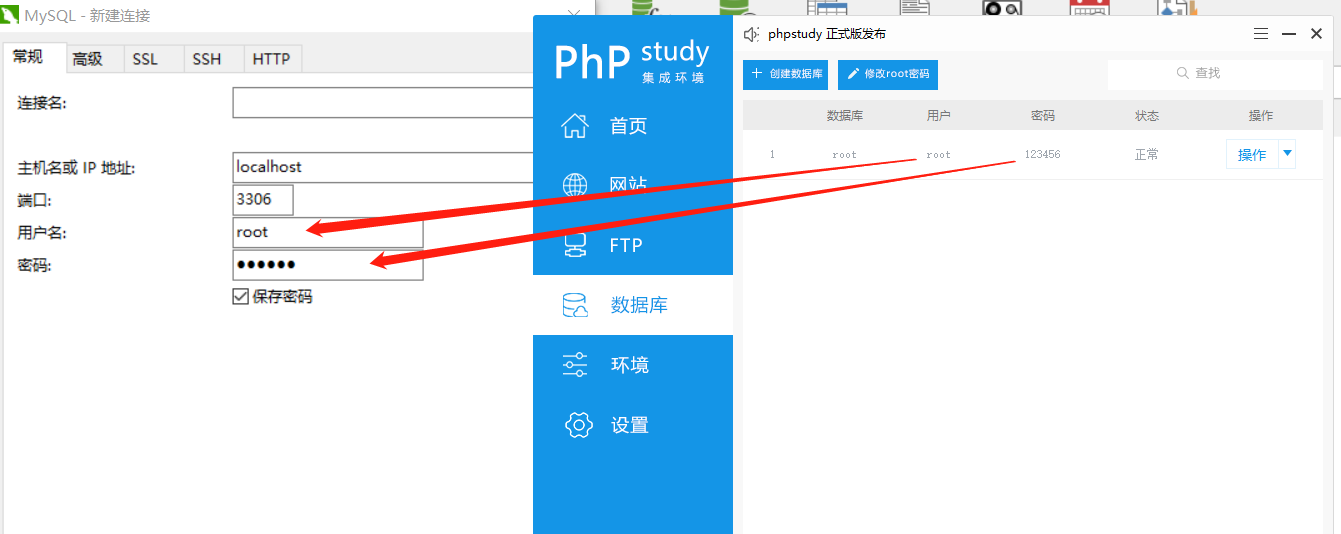 MySQL - 新建连接
常规 高级 SSL SSH HTTP
连接名:
主机名或 IP 地址: localhost
端口: 3306
用户名: root
密码: ●●●●●●
保存密码
PhP study
集成环境
首页
网站
FTP
数据库
环境
设置
phpstudy 正式版发布
创建数据库 修改root密码 查找
数据库 用户 密码 状态 操作
1 root root 123456 正常 操作